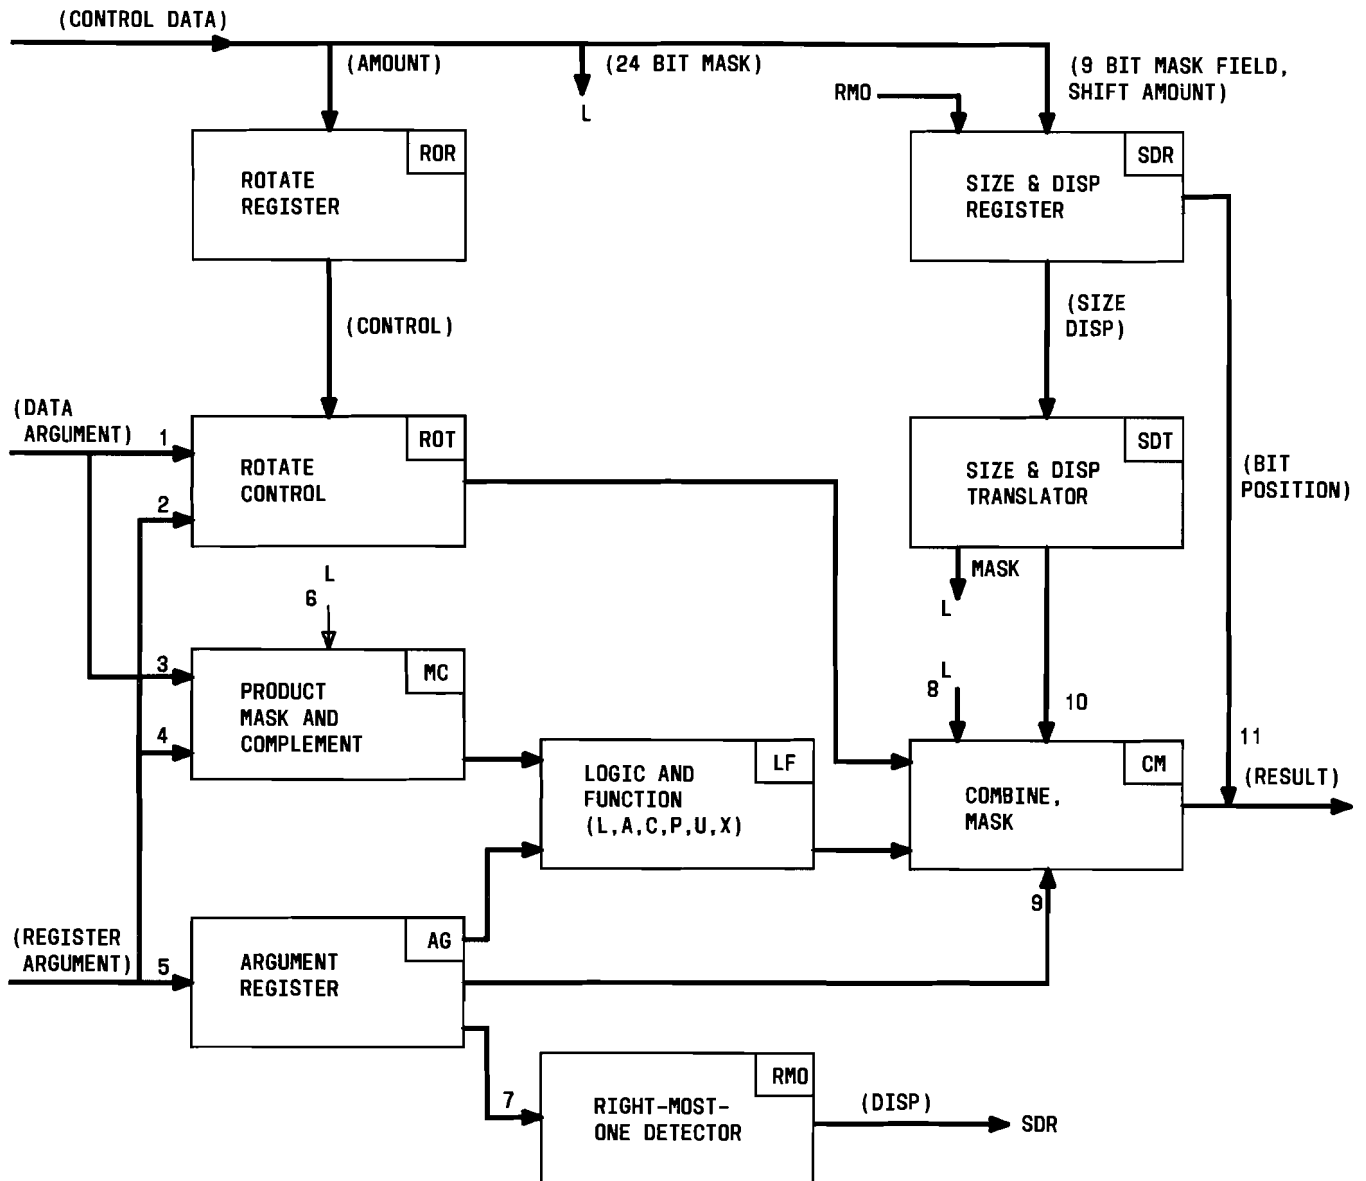 (CONTROL DATA)
(AMOUNT)
(24 BIT MASK)
(9 BIT MASK FIELD,
SHIFT AMOUNT)
L
RMO
ROR
ROTATE
REGISTER
SDR
SIZE & DISP
REGISTER
(CONTROL)
(SIZE
DISP)
(DATA
ARGUMENT)
1
2
ROT
ROTATE
CONTROL
SDT
SIZE & DISP
TRANSLATOR
(BIT
POSITION)
MASK
L
L
6
3
4
MC
PRODUCT
MASK AND
COMPLEMENT
L
8
10
11
LF
LOGIC AND
FUNCTION
(L,A,C,P,U,X)
CM
COMBINE,
MASK
(RESULT)
9
(REGISTER
ARGUMENT)
5
AG
ARGUMENT
REGISTER
7
RMO
RIGHT-MOST-
ONE DETECTOR
(DISP)
SDR